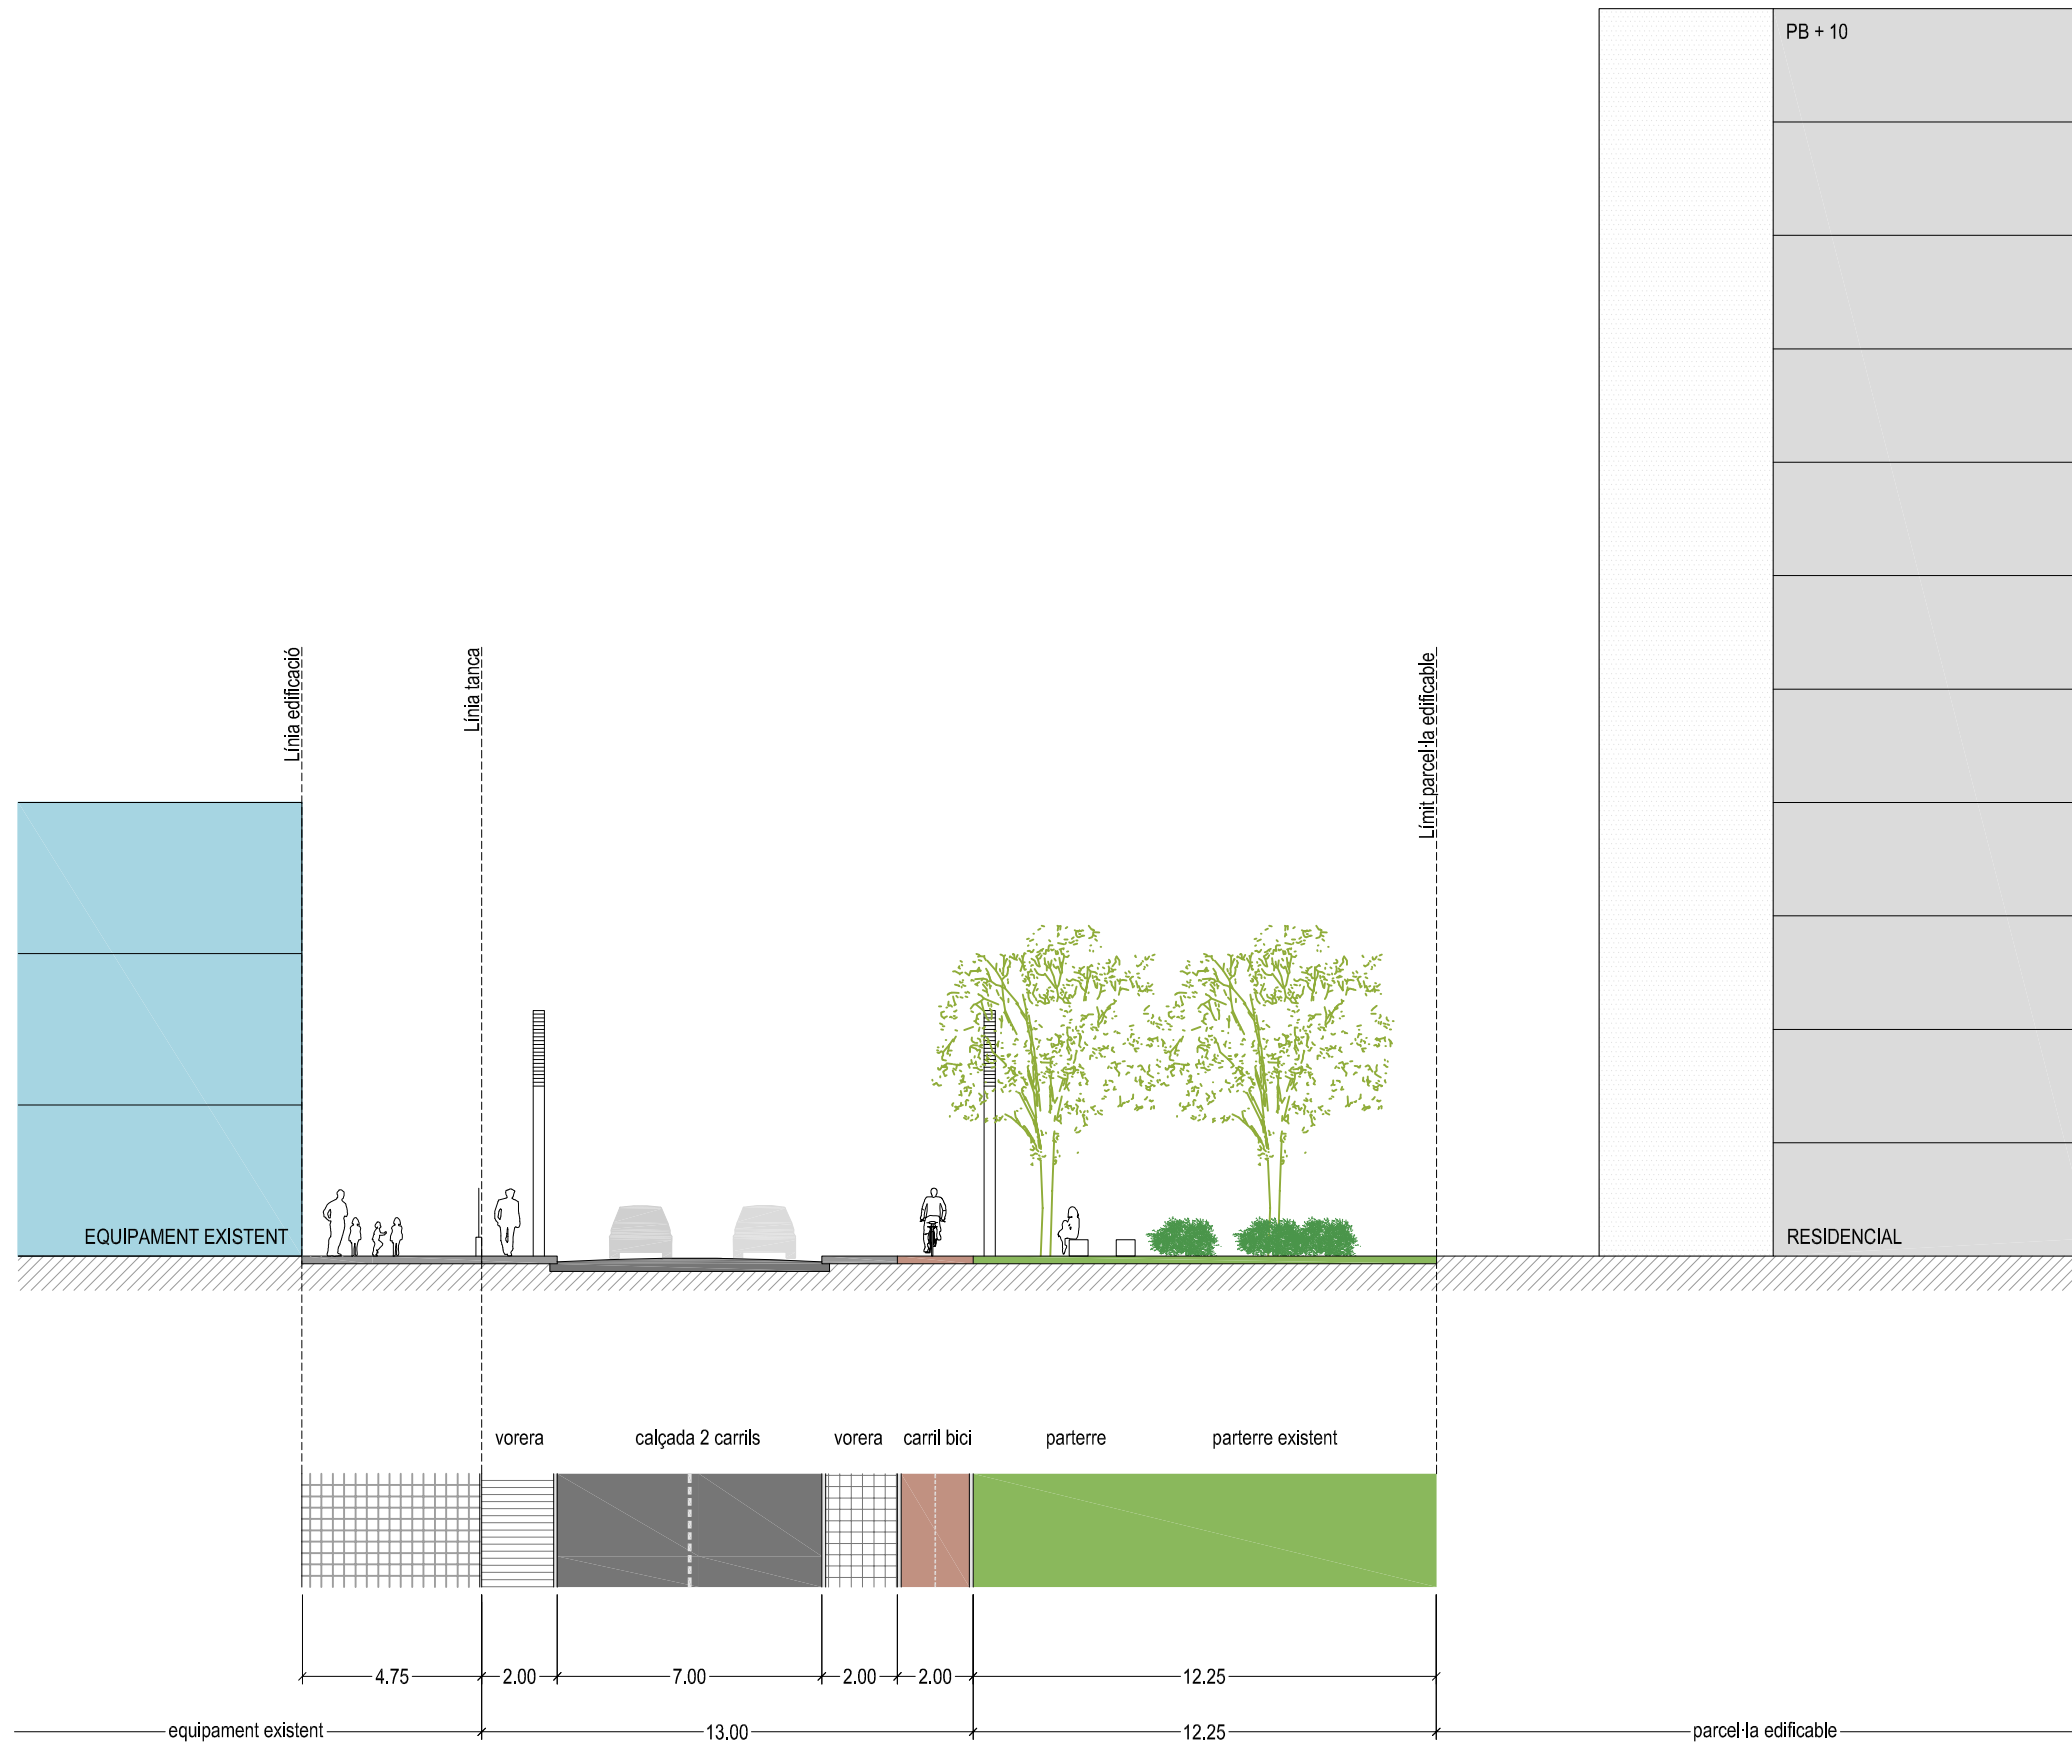 PB + 10
Línia edificació
Línia tanca
Límit parcel·la edificable
EQUIPAMENT EXISTENT
RESIDENCIAL
vorera
calçada 2 carrils
vorera
carril bici
parterre
parterre existent
4.75
2.00
7.00
2.00
2.00
12.25
equipament existent
13.00
12.25
parcel·la edificable